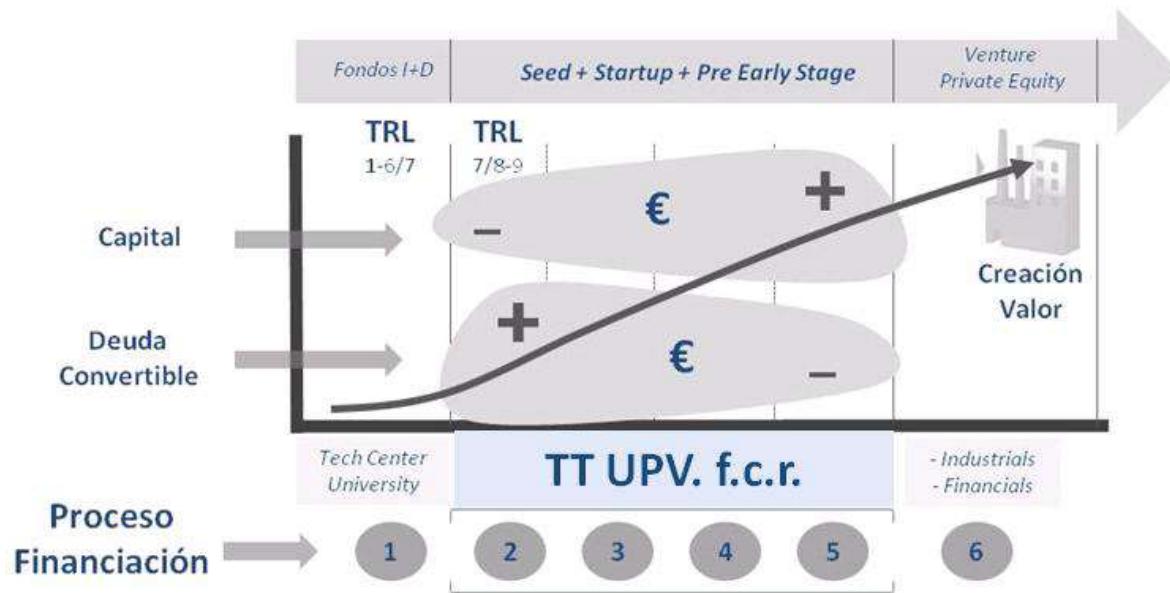 Fondos I+D
Seed + Startup + Pre Early Stage
Venture
Private Equity
TRL
1-6/7
TRL
7/8-9
+
€
−
Capital
Creación
Valor
+
Deuda
Convertible
€
−
Tech Center
University
TT UPV. f.c.r.
- Industrials
- Financials
Proceso
Financiación
1
2
3
4
5
6